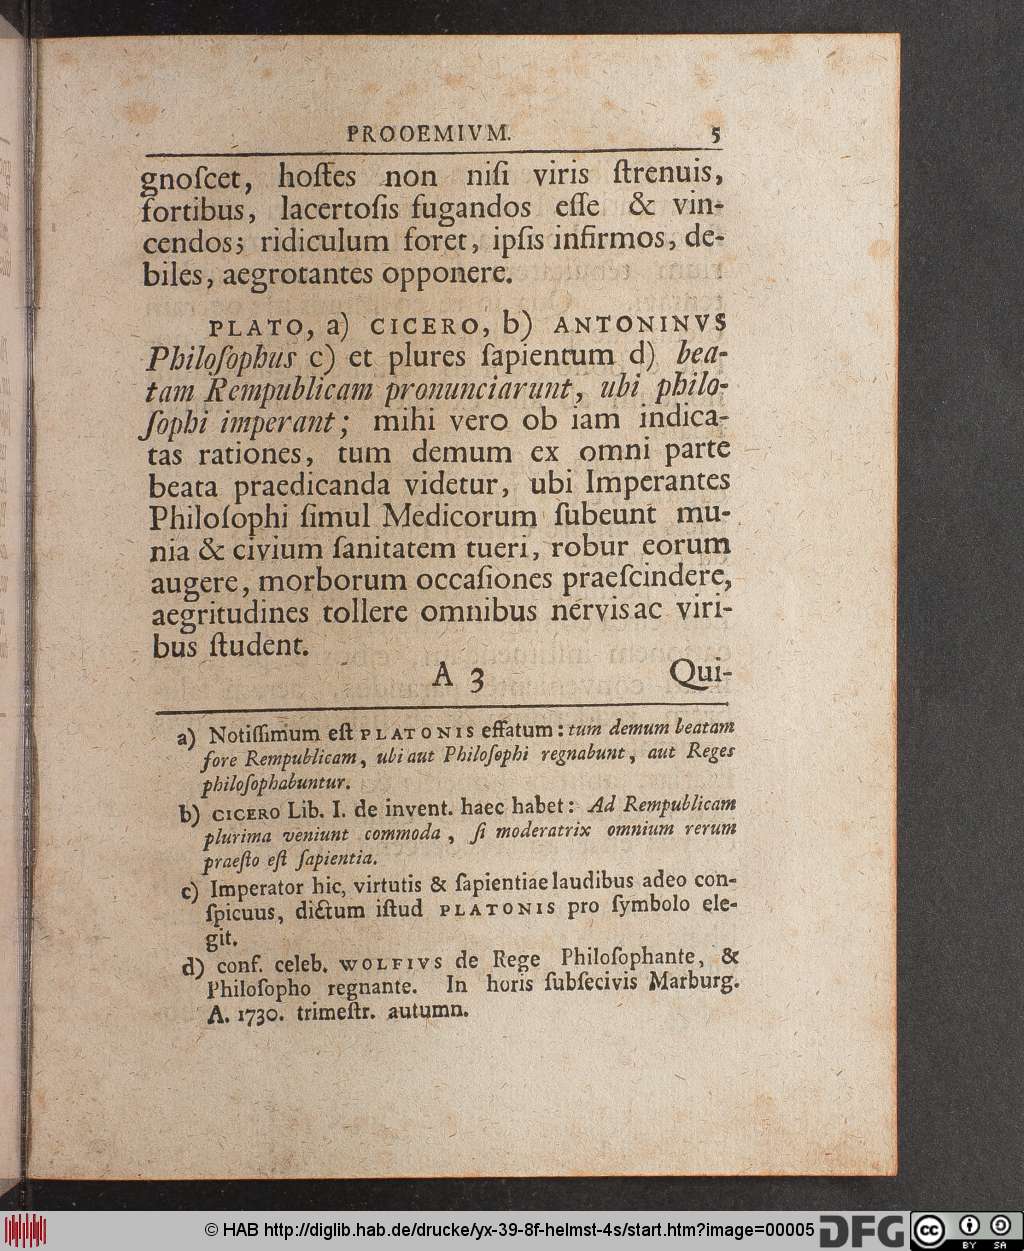 PROOEMIVM. 5
gnoſcet, hoſtes non niſi viris ſtrenuis,
fortibus, lacertoſis fugandos eſſe & vin-
cendos; ridiculum foret, ipſis infirmos, de-
biles, aegrotantes opponere.
PLATO, a) CICERO, b) ANTONINVS
Philoſophus c) et plures ſapientum d) bea-
tam Rempublicam pronunciarunt, ubi philo-
ſophi imperant; mihi vero ob iam indica-
tas rationes, tum demum ex omni parte
beata praedicanda videtur, ubi Imperantes
Philoſophi ſimul Medicorum ſubeunt mu-
nia & civium ſanitatem tueri, robur eorum
augere, morborum occaſiones praeſcindere,
aegritudines tollere omnibus nervis ac viri-
bus ſtudent.
A 3 Qui-
a) Notiſſimum eſt PLATONIS effatum: tum demum beatam
fore Rempublicam, ubi aut Philoſophi regnabunt, aut Reges
philoſophabuntur.
b) CICERO Lib. I. de invent. haec habet: Ad Rempublicam
plurima veniunt commoda, ſi moderatrix omnium rerum
praeſto eſt ſapientia.
c) Imperator hic, virtutis & ſapientiae laudibus adeo con-
ſpicuus, dictum iſtud PLATONIS pro ſymbolo ele-
git.
d) conf. celeb. WOLFIVS de Rege Philoſophante, &
Philoſopho regnante. In horis ſubſecivis Marburg.
A. 1730. trimeſtr. autumn.
© HAB http://diglib.hab.de/drucke/yx-39-8f-helmst-4s/start.htm?image=00005 DFG cc BY SA